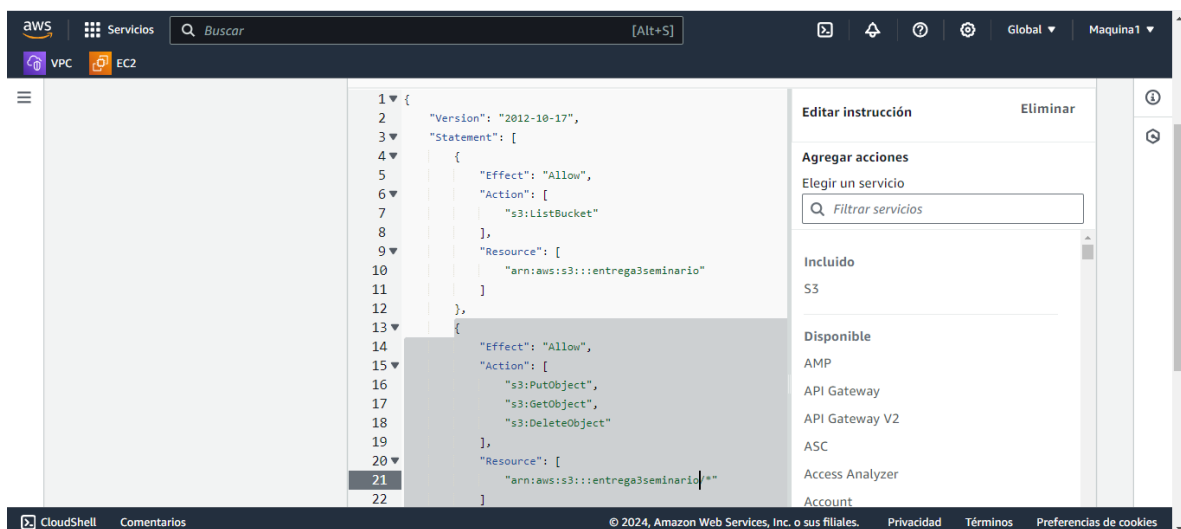 aws
Servicios
Buscar
[Alt+S]
Global ▼
Maquina1 ▼
VPC
EC2
1 {
2 "Version": "2012-10-17",
3 "Statement": [
4 {
5 "Effect": "Allow",
6 "Action": [
7 "s3:ListBucket"
8 ],
9 "Resource": [
10 "arn:aws:s3:::entrega3seminario"
11 ]
12 },
13 {
14 "Effect": "Allow",
15 "Action": [
16 "s3:PutObject",
17 "s3:GetObject",
18 "s3:DeleteObject"
19 ],
20 "Resource": [
21 "arn:aws:s3:::entrega3seminario/*"
22 ]
Editar instrucción
Eliminar
Agregar acciones
Elegir un servicio
Filtrar servicios
Incluido
S3
Disponible
AMP
API Gateway
API Gateway V2
ASC
Access Analyzer
Account
CloudShell
Comentarios
© 2024, Amazon Web Services, Inc. o sus filiales.
Privacidad
Términos
Preferencias de cookies